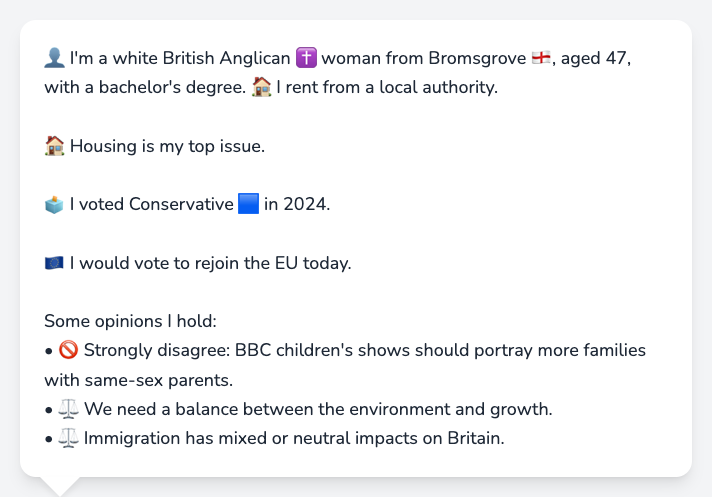 👤 I'm a white British Anglican ✝️ woman from Bromsgrove 🏴󠁧󠁢󠁥󠁮󠁧󠁿, aged 47,
with a bachelor's degree. 🏠 I rent from a local authority.
🏠 Housing is my top issue.
🗳️ I voted Conservative 🟦 in 2024.
🇪🇺 I would vote to rejoin the EU today.
Some opinions I hold:
• 🚫 Strongly disagree: BBC children's shows should portray more families
with same-sex parents.
• ⚖️ We need a balance between the environment and growth.
• ⚖️ Immigration has mixed or neutral impacts on Britain.